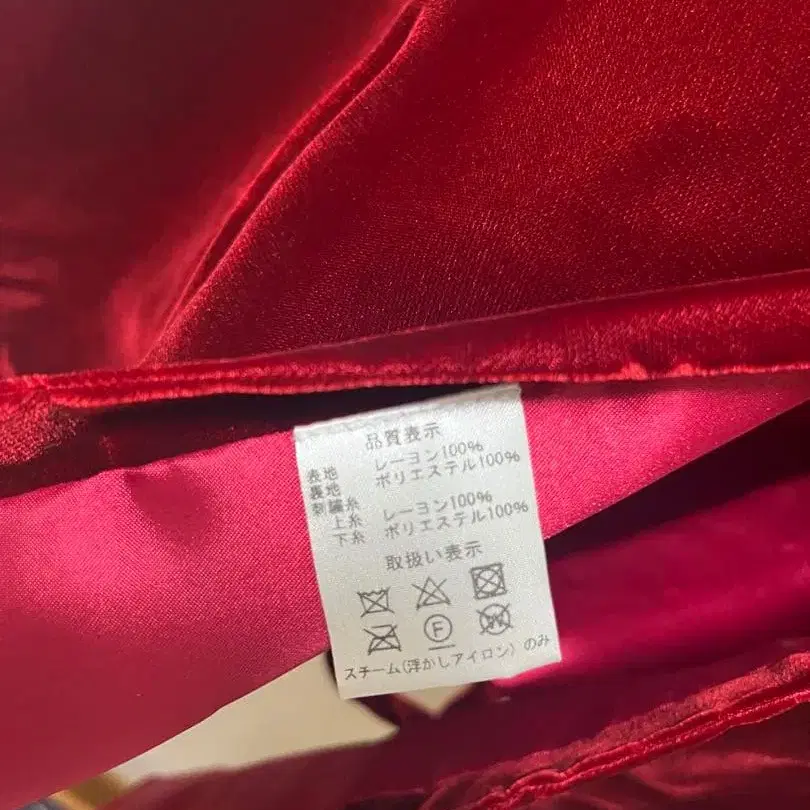 品質表示
表地 レーヨン100%
裏地 ポリエステル100%
刺繍糸
上糸 レーヨン100%
下糸 ポリエステル100%
取扱い表示
F W
スチーム(浮かしアイロン)のみ